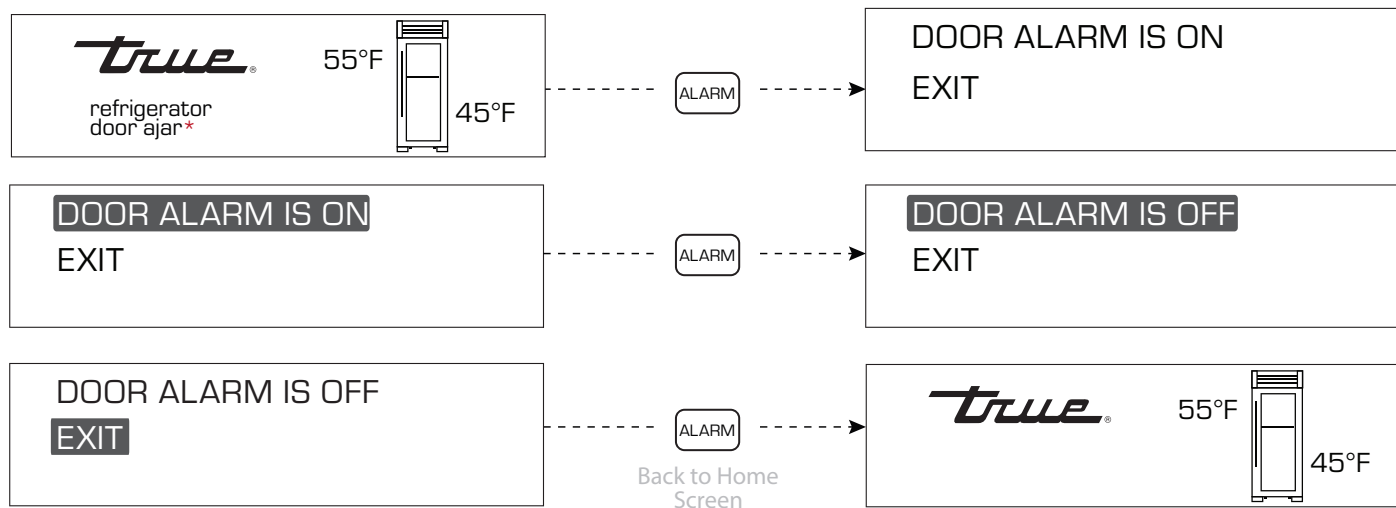 true®
refrigerator
door ajar*
55°F
45°F
ALARM
DOOR ALARM IS ON
EXIT
DOOR ALARM IS ON
EXIT
ALARM
DOOR ALARM IS OFF
EXIT
DOOR ALARM IS OFF
EXIT
ALARM
Back to Home
Screen
true®
55°F
45°F